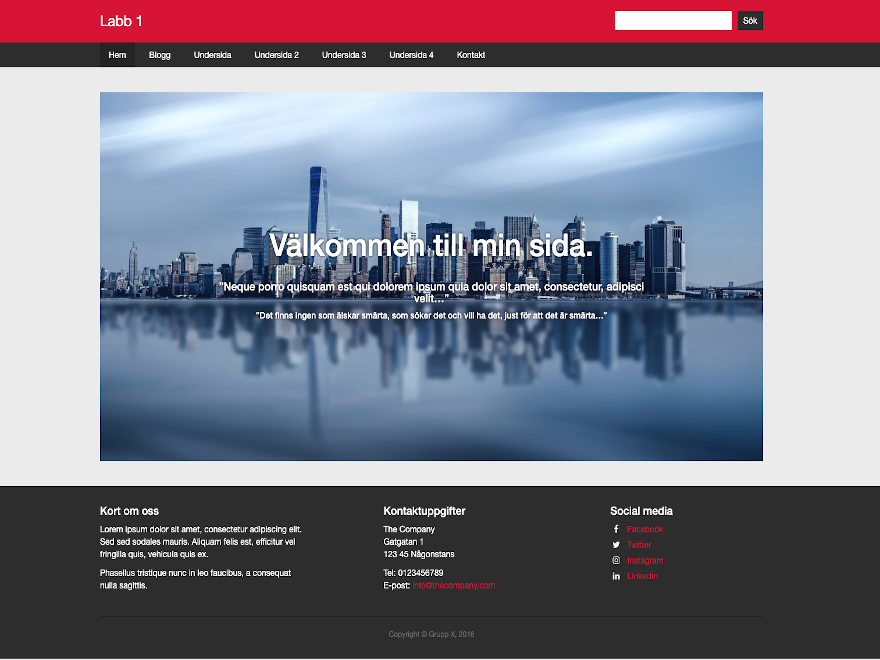 Labb 1
Sök
Hem Blogg Undersida Undersida 2 Undersida 3 Undersida 4 Kontakt
Välkommen till min sida.
"Neque porro quisquam est qui dolorem ipsum quia dolor sit amet, consectetur, adipisci
velit..."
"Det finns ingen som älskar smärta, som söker det och vill ha det, just för att det är smärta..."
Kort om oss
Lorem ipsum dolor sit amet, consectetur adipiscing elit.
Sed sed sodales mauris. Aliquam felis est, efficitur vel
fringilla quis, vehicula quis ex.
Phasellus tristique nunc in leo faucibus, a consequat
nulla sagittis.
Kontaktuppgifter
The Company
Gatgatan 1
123 45 Någonstans
Tel: 0123456789
E-post: info@thecompany.com
Social media
Facebook
Twitter
Instagram
LinkedIn
Copyright © Grupp X, 2016